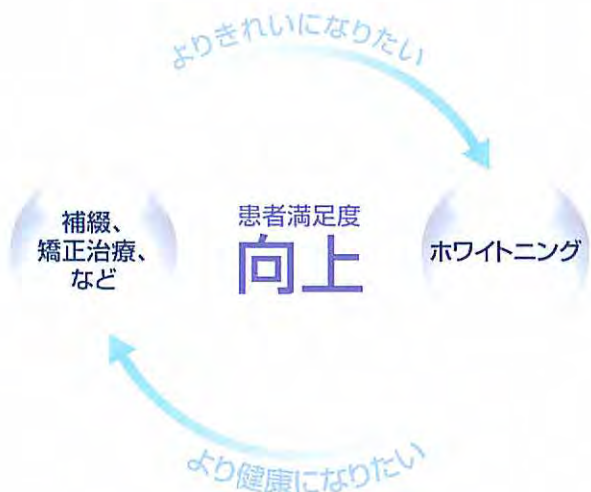 よりきれいになりたい
補綴、
矯正治療、
など
患者満足度
向上
ホワイトニング
より健康になりたい